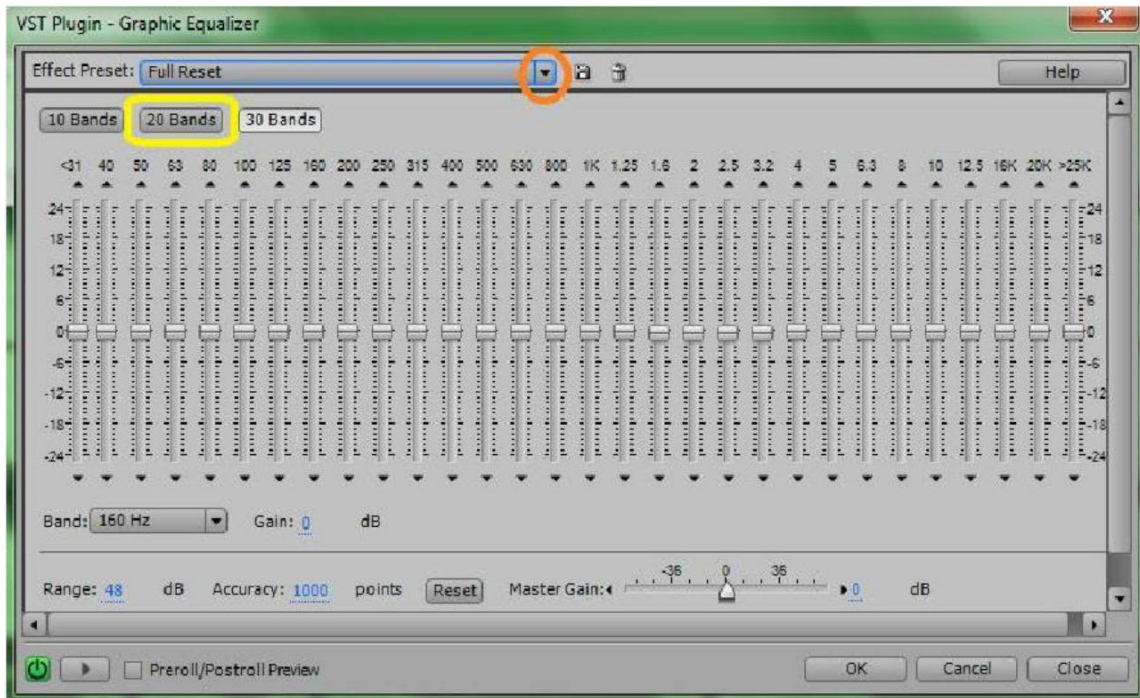 VST Plugin - Graphic Equalizer
Effect Preset: Full Reset Help
10 Bands 20 Bands 30 Bands
<31 40 50 63 80 100 125 160 200 250 315 400 500 630 800 1K 1.25 1.6 2 2.5 3.2 4 5 6.3 8 10 12.5 16K 20K >25K
24 24
18 18
12 12
6 6
0 0
-6 -6
-12 -12
-18 -18
-24 -24
Band: 160 Hz Gain: 0 dB
-36 0 36
Range: 48 dB Accuracy: 1000 points Reset Master Gain: 0 dB
Preroll/Postroll Preview OK Cancel Close